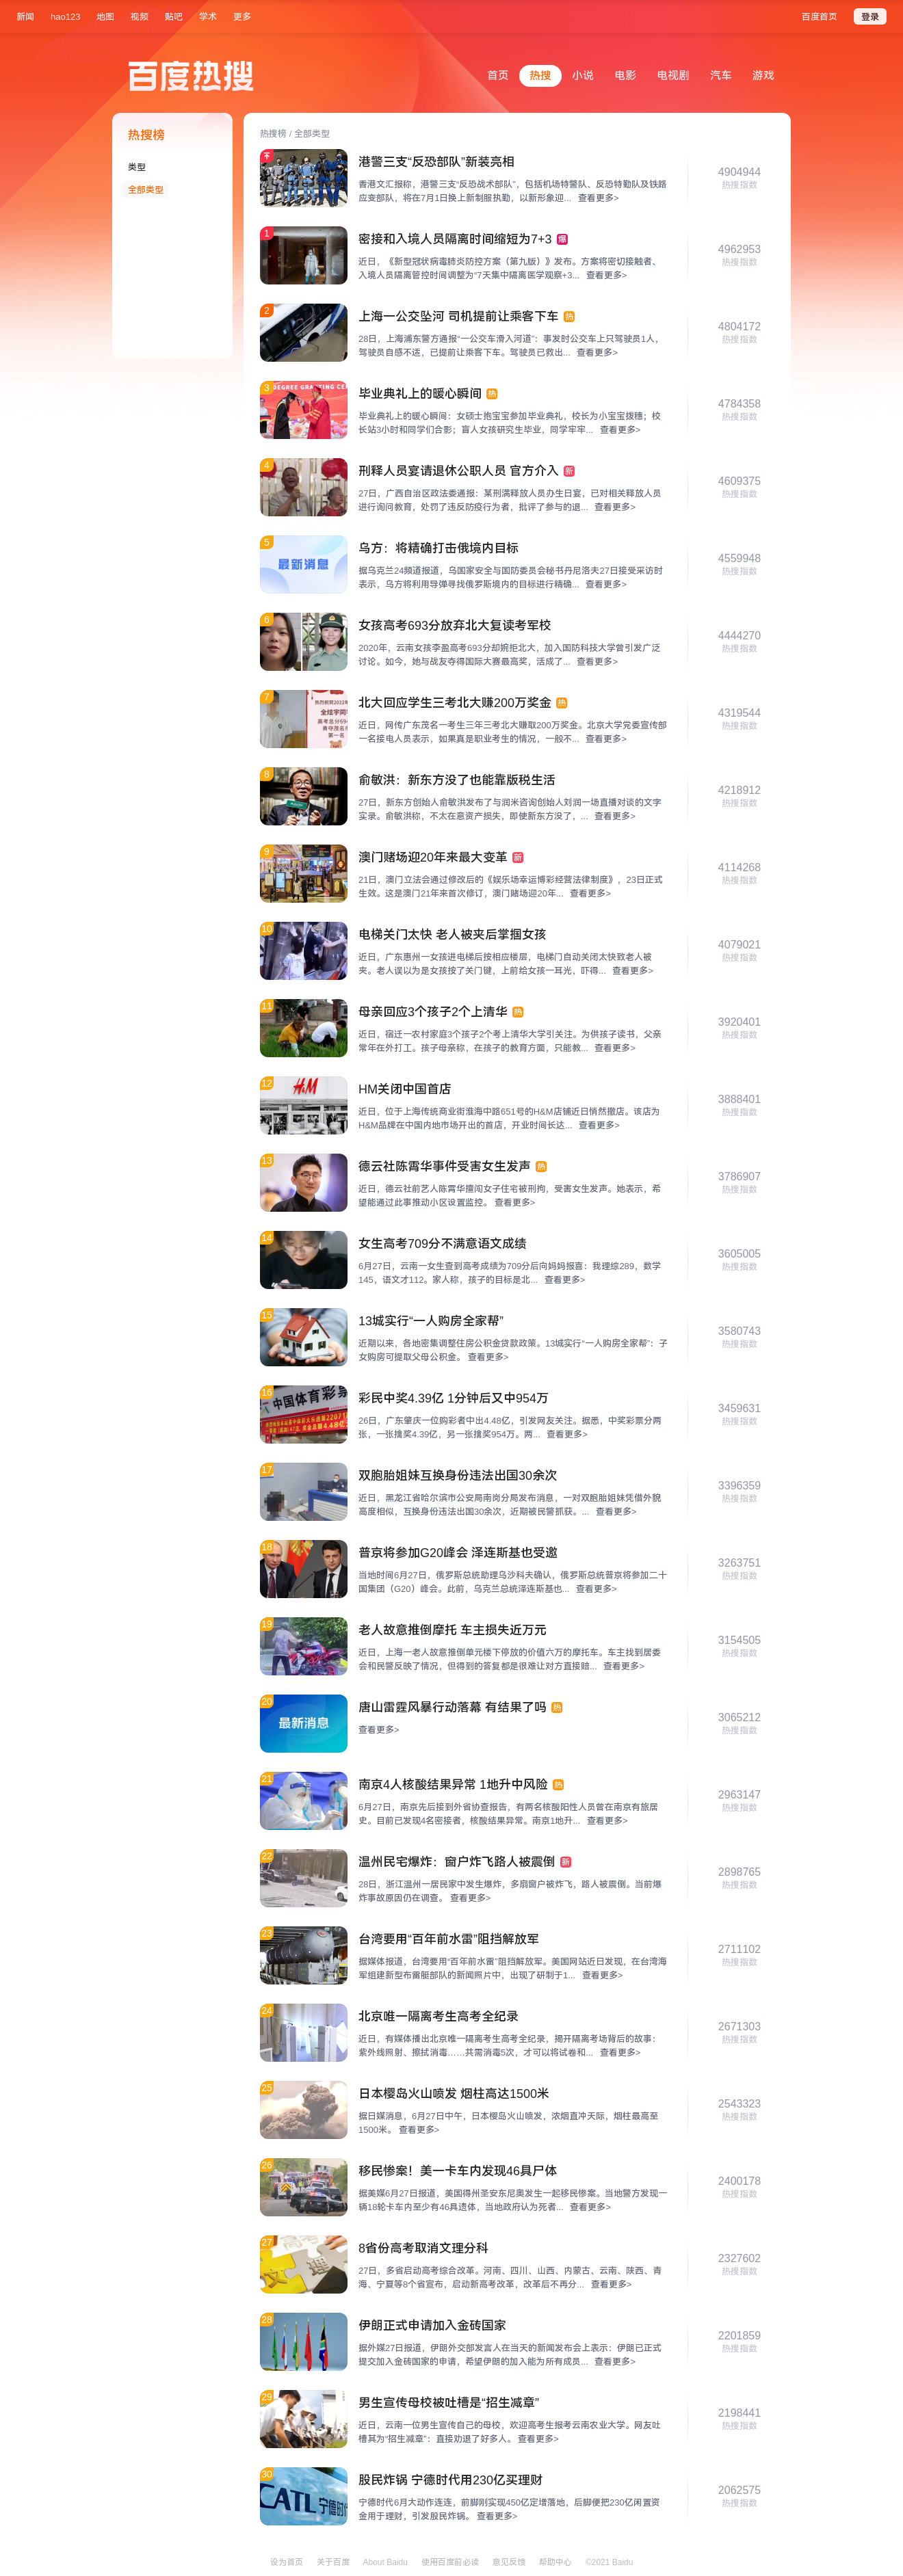 新闻 hao123 地图 视频 贴吧 学术 更多 百度首页 登录
百度热搜
首页 热搜 小说 电影 电视剧 汽车 游戏
热搜榜
类型
全部类型
热搜榜 / 全部类型
港警三支“反恐部队”新装亮相
香港文汇报称，港警三支“反恐战术部队”，包括机场特警队、反恐特勤队及铁路
应变部队，将在7月1日换上新制服执勤，以新形象迎... 查看更多>
4904944
热搜指数
1
密接和入境人员隔离时间缩短为7+3 爆
近日，《新型冠状病毒肺炎防控方案（第九版）》发布。方案将密切接触者、
入境人员隔离管控时间调整为“7天集中隔离医学观察+3... 查看更多>
4962953
热搜指数
2
上海一公交坠河 司机提前让乘客下车 热
28日，上海浦东警方通报“一公交车滑入河道”：事发时公交车上只驾驶员1人，
驾驶员自感不适，已提前让乘客下车。驾驶员已救出... 查看更多>
4804172
热搜指数
3
毕业典礼上的暖心瞬间 热
毕业典礼上的暖心瞬间：女硕士抱宝宝参加毕业典礼，校长为小宝宝拨穗；校
长站3小时和同学们合影；盲人女孩研究生毕业，同学牢牢... 查看更多>
4784358
热搜指数
4
刑释人员宴请退休公职人员 官方介入 新
27日，广西自治区政法委通报：某刑满释放人员办生日宴，已对相关释放人员
进行询问教育，处罚了违反防疫行为者，批评了参与的退... 查看更多>
4609375
热搜指数
5
最新消息
乌方：将精确打击俄境内目标
据乌克兰24频道报道，乌国家安全与国防委员会秘书丹尼洛夫27日接受采访时
表示，乌方将利用导弹寻找俄罗斯境内的目标进行精确... 查看更多>
4559948
热搜指数
6
女孩高考693分放弃北大复读考军校
2020年，云南女孩李盈高考693分却婉拒北大，加入国防科技大学曾引发广泛
讨论。如今，她与战友夺得国际大赛最高奖，活成了... 查看更多>
4444270
热搜指数
7
北大回应学生三考北大赚200万奖金 热
近日，网传广东茂名一考生三年三考北大赚取200万奖金。北京大学党委宣传部
一名接电人员表示，如果真是职业考生的情况，一般不... 查看更多>
4319544
热搜指数
8
俞敏洪：新东方没了也能靠版税生活
27日，新东方创始人俞敏洪发布了与润米咨询创始人刘润一场直播对谈的文字
实录。俞敏洪称，不太在意资产损失，即使新东方没了，... 查看更多>
4218912
热搜指数
9
澳门赌场迎20年来最大变革 新
21日，澳门立法会通过修改后的《娱乐场幸运博彩经营法律制度》，23日正式
生效。这是澳门21年来首次修订，澳门赌场迎20年... 查看更多>
4114268
热搜指数
10
电梯关门太快 老人被夹后掌掴女孩
近日，广东惠州一女孩进电梯后按相应楼层，电梯门自动关闭太快致老人被
夹。老人误以为是女孩按了关门键，上前给女孩一耳光，吓得... 查看更多>
4079021
热搜指数
11
母亲回应3个孩子2个上清华 热
近日，宿迁一农村家庭3个孩子2个考上清华大学引关注。为供孩子读书，父亲
常年在外打工。孩子母亲称，在孩子的教育方面，只能教... 查看更多>
3920401
热搜指数
12
H&M
HM关闭中国首店
近日，位于上海传统商业街淮海中路651号的H&M店铺近日悄然撤店。该店为
H&M品牌在中国内地市场开出的首店，开业时间长达... 查看更多>
3888401
热搜指数
13
德云社陈霄华事件受害女生发声 热
近日，德云社前艺人陈霄华擅闯女子住宅被刑拘，受害女生发声。她表示，希
望能通过此事推动小区设置监控。 查看更多>
3786907
热搜指数
14
女生高考709分不满意语文成绩
6月27日，云南一女生查到高考成绩为709分后向妈妈报喜：我理综289，数学
145，语文才112。家人称，孩子的目标是北... 查看更多>
3605005
热搜指数
15
13城实行“一人购房全家帮”
近期以来，各地密集调整住房公积金贷款政策。13城实行“一人购房全家帮”：子
女购房可提取父母公积金。 查看更多>
3580743
热搜指数
16
中国体育彩票
彩民中奖4.39亿 1分钟后又中954万
26日，广东肇庆一位购彩者中出4.48亿，引发网友关注。据悉，中奖彩票分两
张，一张擒奖4.39亿，另一张擒奖954万。两... 查看更多>
3459631
热搜指数
17
双胞胎姐妹互换身份违法出国30余次
近日，黑龙江省哈尔滨市公安局南岗分局发布消息，一对双胞胎姐妹凭借外貌
高度相似，互换身份违法出国30余次，近期被民警抓获。... 查看更多>
3396359
热搜指数
18
普京将参加G20峰会 泽连斯基也受邀
当地时间6月27日，俄罗斯总统助理乌沙科夫确认，俄罗斯总统普京将参加二十
国集团（G20）峰会。此前，乌克兰总统泽连斯基也... 查看更多>
3263751
热搜指数
19
老人故意推倒摩托 车主损失近万元
近日，上海一老人故意推倒单元楼下停放的价值六万的摩托车。车主找到居委
会和民警反映了情况，但得到的答复都是很难让对方直接赔... 查看更多>
3154505
热搜指数
20
最新消息
唐山雷霆风暴行动落幕 有结果了吗 热
查看更多>
3065212
热搜指数
21
南京4人核酸结果异常 1地升中风险 热
6月27日，南京先后接到外省协查报告，有两名核酸阳性人员曾在南京有旅居
史。目前已发现4名密接者，核酸结果异常。南京1地升... 查看更多>
2963147
热搜指数
22
温州民宅爆炸：窗户炸飞路人被震倒 新
28日，浙江温州一居民家中发生爆炸，多扇窗户被炸飞，路人被震倒。当前爆
炸事故原因仍在调查。 查看更多>
2898765
热搜指数
23
台湾要用“百年前水雷”阻挡解放军
据媒体报道，台湾要用“百年前水雷”阻挡解放军。美国网站近日发现，在台湾海
军组建新型布雷艇部队的新闻照片中，出现了研制于1... 查看更多>
2711102
热搜指数
24
北京唯一隔离考生高考全纪录
近日，有媒体播出北京唯一隔离考生高考全纪录，揭开隔离考场背后的故事：
紫外线照射、擦拭消毒……共需消毒5次，才可以将试卷和... 查看更多>
2671303
热搜指数
25
日本樱岛火山喷发 烟柱高达1500米
据日媒消息，6月27日中午，日本樱岛火山喷发，浓烟直冲天际，烟柱最高至
1500米。 查看更多>
2543323
热搜指数
26
移民惨案！美一卡车内发现46具尸体
据美媒6月27日报道，美国得州圣安东尼奥发生一起移民惨案。当地警方发现一
辆18轮卡车内至少有46具遗体，当地政府认为死者... 查看更多>
2400178
热搜指数
27
8省份高考取消文理分科
27日，多省启动高考综合改革。河南、四川、山西、内蒙古、云南、陕西、青
海、宁夏等8个省宣布，启动新高考改革，改革后不再分... 查看更多>
2327602
热搜指数
28
伊朗正式申请加入金砖国家
据外媒27日报道，伊朗外交部发言人在当天的新闻发布会上表示：伊朗已正式
提交加入金砖国家的申请，希望伊朗的加入能为所有成员... 查看更多>
2201859
热搜指数
29
男生宣传母校被吐槽是“招生减章”
近日，云南一位男生宣传自己的母校，欢迎高考生报考云南农业大学。网友吐
槽其为“招生减章”：直接劝退了好多人。 查看更多>
2198441
热搜指数
30
CATL 宁德时代
股民炸锅 宁德时代用230亿买理财
宁德时代6月大动作连连，前脚刚实现450亿定增落地，后脚便把230亿闲置资
金用于理财，引发股民炸锅。 查看更多>
2062575
热搜指数
设为首页 关于百度 About Baidu 使用百度前必读 意见反馈 帮助中心 ©2021 Baidu